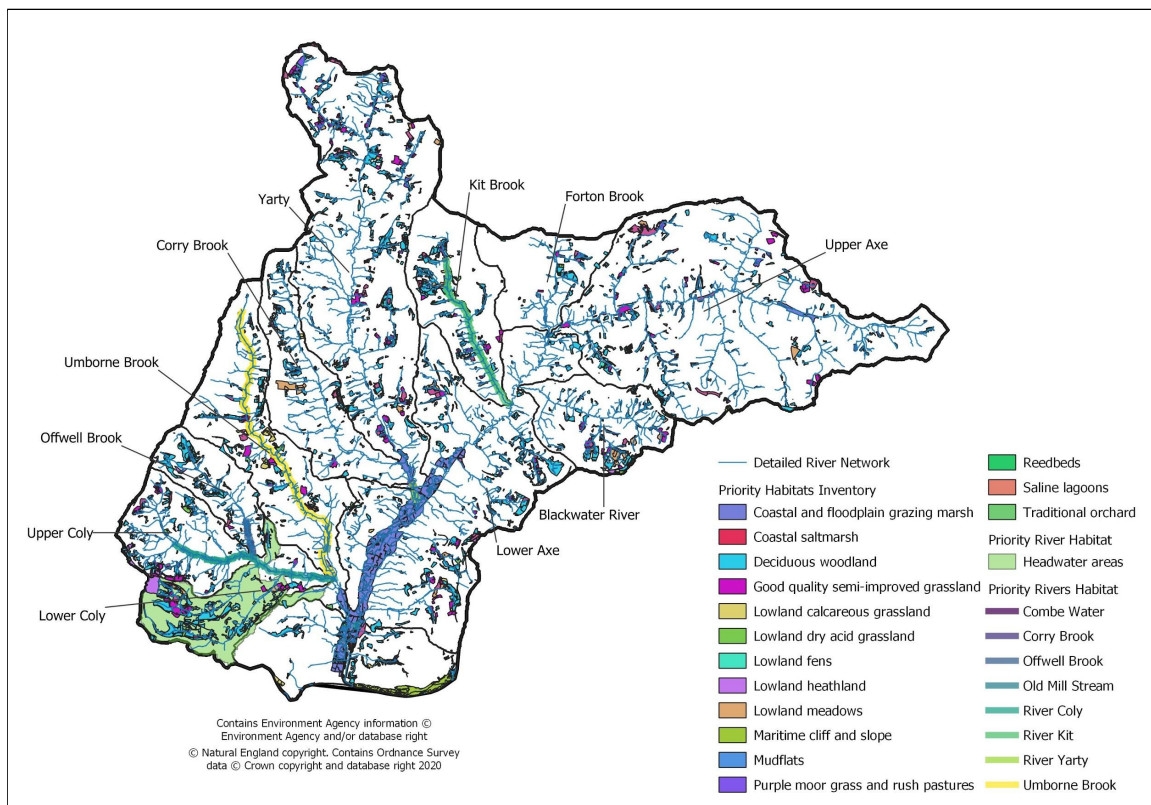 Kit Brook
Forton Brook
Yarty
Upper Axe
Corry Brook
Umborne Brook
Offwell Brook
Upper Coly
Lower Coly
Blackwater River
Lower Axe
Detailed River Network
Priority Habitats Inventory
Coastal and floodplain grazing marsh
Coastal saltmarsh
Deciduous woodland
Good quality semi-improved grassland
Lowland calcareous grassland
Lowland dry acid grassland
Lowland fens
Lowland heathland
Lowland meadows
Maritime cliff and slope
Mudflats
Purple moor grass and rush pastures
Reedbeds
Saline lagoons
Traditional orchard
Priority River Habitat
Headwater areas
Priority Rivers Habitat
Combe Water
Corry Brook
Offwell Brook
Old Mill Stream
River Coly
River Kit
River Yarty
Umborne Brook
Contains Environment Agency information ©
Environment Agency and/or database right
© Natural England copyright. Contains Ordnance Survey
data © Crown copyright and database right 2020